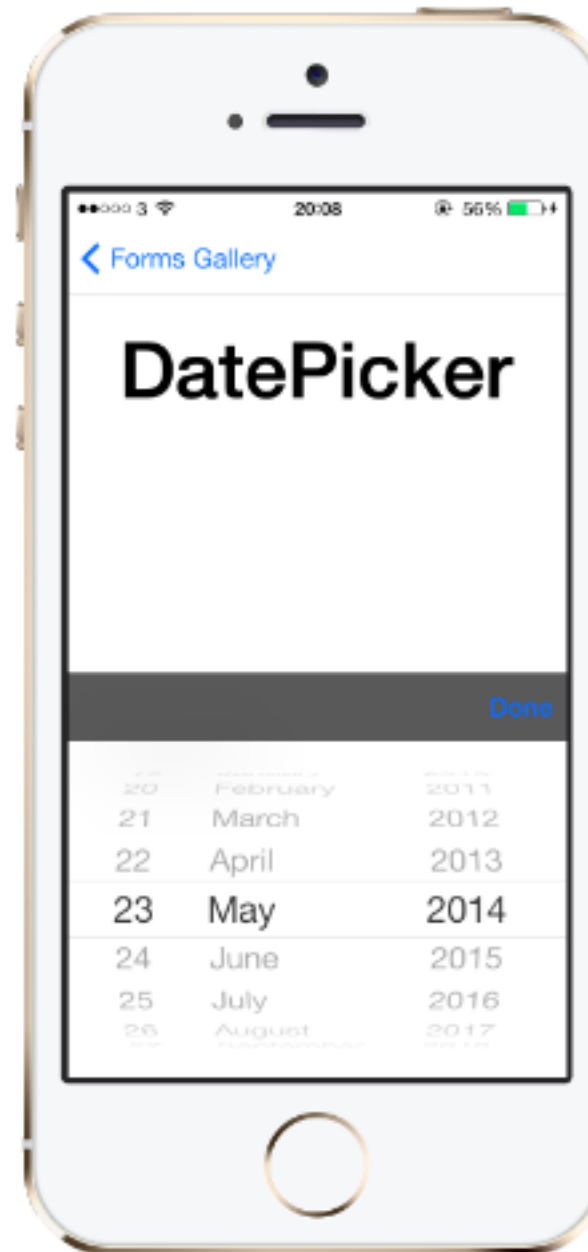 3 20:08 56%
Forms Gallery
DatePicker
Done
20 February 2011
21 March 2012
22 April 2013
23 May 2014
24 June 2015
25 July 2016
26 August 2017